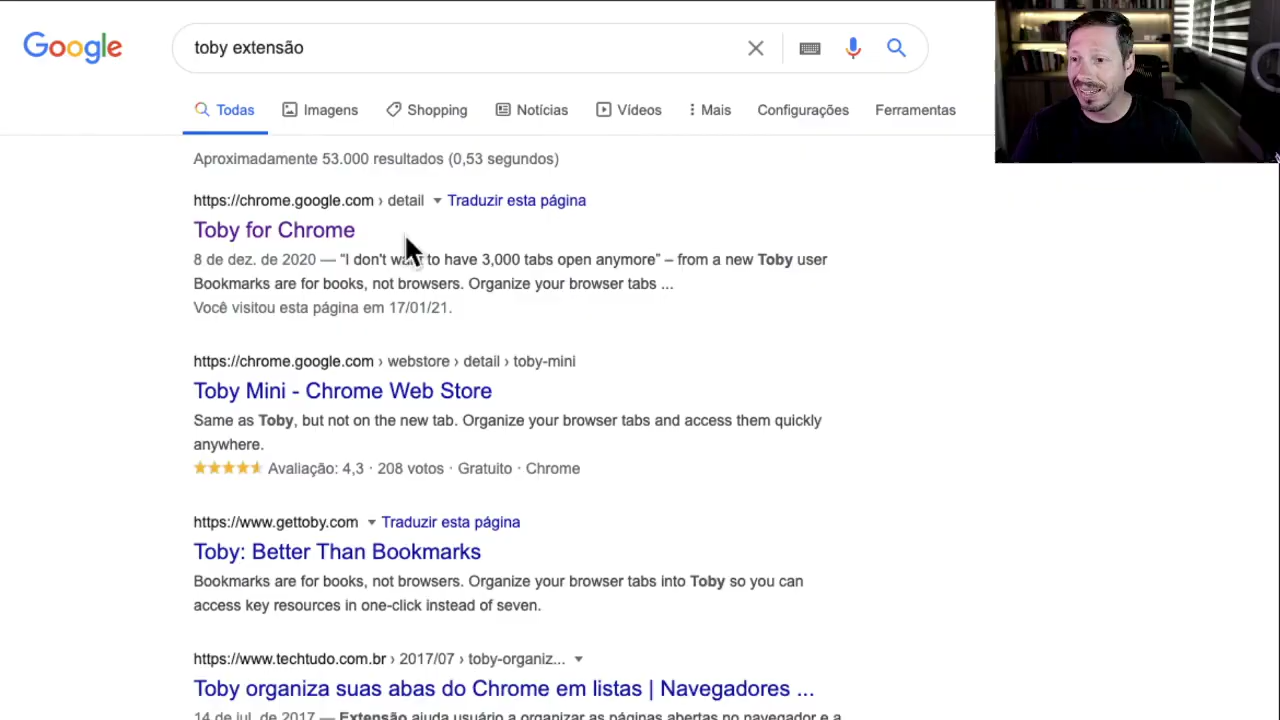 Google
toby extensão
Todas Imagens Shopping Notícias Vídeos Mais Configurações Ferramentas
Aproximadamente 53.000 resultados (0,53 segundos)
https://chrome.google.com › detail Traduzir esta página
Toby for Chrome
8 de dez. de 2020 — “I don't want to have 3,000 tabs open anymore” – from a new Toby user
Bookmarks are for books, not browsers. Organize your browser tabs ...
Você visitou esta página em 17/01/21.
https://chrome.google.com › webstore › detail › toby-mini
Toby Mini - Chrome Web Store
Same as Toby, but not on the new tab. Organize your browser tabs and access them quickly
anywhere.
Avaliação: 4,3 · 208 votos · Gratuito · Chrome
https://www.gettoby.com Traduzir esta página
Toby: Better Than Bookmarks
Bookmarks are for books, not browsers. Organize your browser tabs into Toby so you can
access key resources in one-click instead of seven.
https://www.techtudo.com.br › 2017/07 › toby-organiz...
Toby organiza suas abas do Chrome em listas | Navegadores ...
14 de jul. de 2017 — Extensão ajuda usuário a organizar as páginas abertas no navegador e a